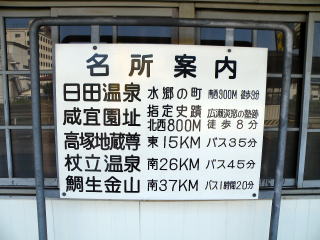 名所案内
日田温泉 水郷の町 南西300M 徒歩3分
咸宜園址 指定史蹟 広瀬淡窓の塾跡
北西800M 徒歩8分
高塚地蔵尊 東15KM バス35分
杖立温泉 南26KM バス45分
鯛生金山 南37KM バス1時間20分